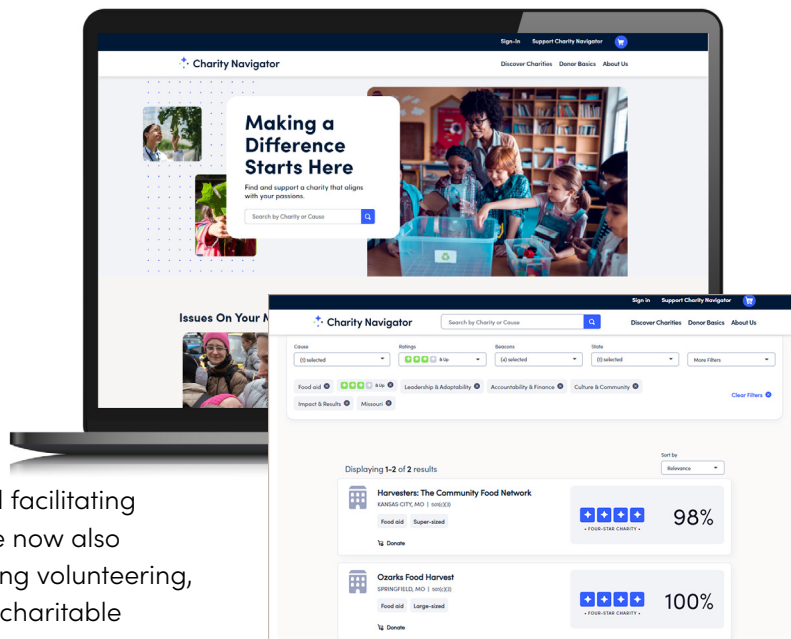 Sign-In Support Charity Navigator
Charity Navigator
Discover Charities Donor Basics About Us
Making a
Difference
Starts Here
Find and support a charity that aligns
with your passions.
Search by Charity or Cause
Issues On Your
Sign in Support Charity Navigator
Charity Navigator
Search by Charity or Cause
Discover Charities Donor Basics About Us
Cause Ratings Beacons State
(1) selected & Up (4) selected (1) selected More Filters
Food aid & Up Leadership & Adaptability Accountability & Finance Culture & Community
Impact & Results Missouri
Clear Filters
Sort by
Displaying 1-2 of 2 results
Relevance
Harvesters: The Community Food Network
KANSAS CITY, MO | 501(c)(3)
Food aid Super-sized
Donate
• FOUR-STAR CHARITY •
98%
Ozarks Food Harvest
SPRINGFIELD, MO | 501(c)(3)
Food aid Large-sized
Donate
• FOUR-STAR CHARITY •
100%
facilitating
now also
ing volunteering,
charitable